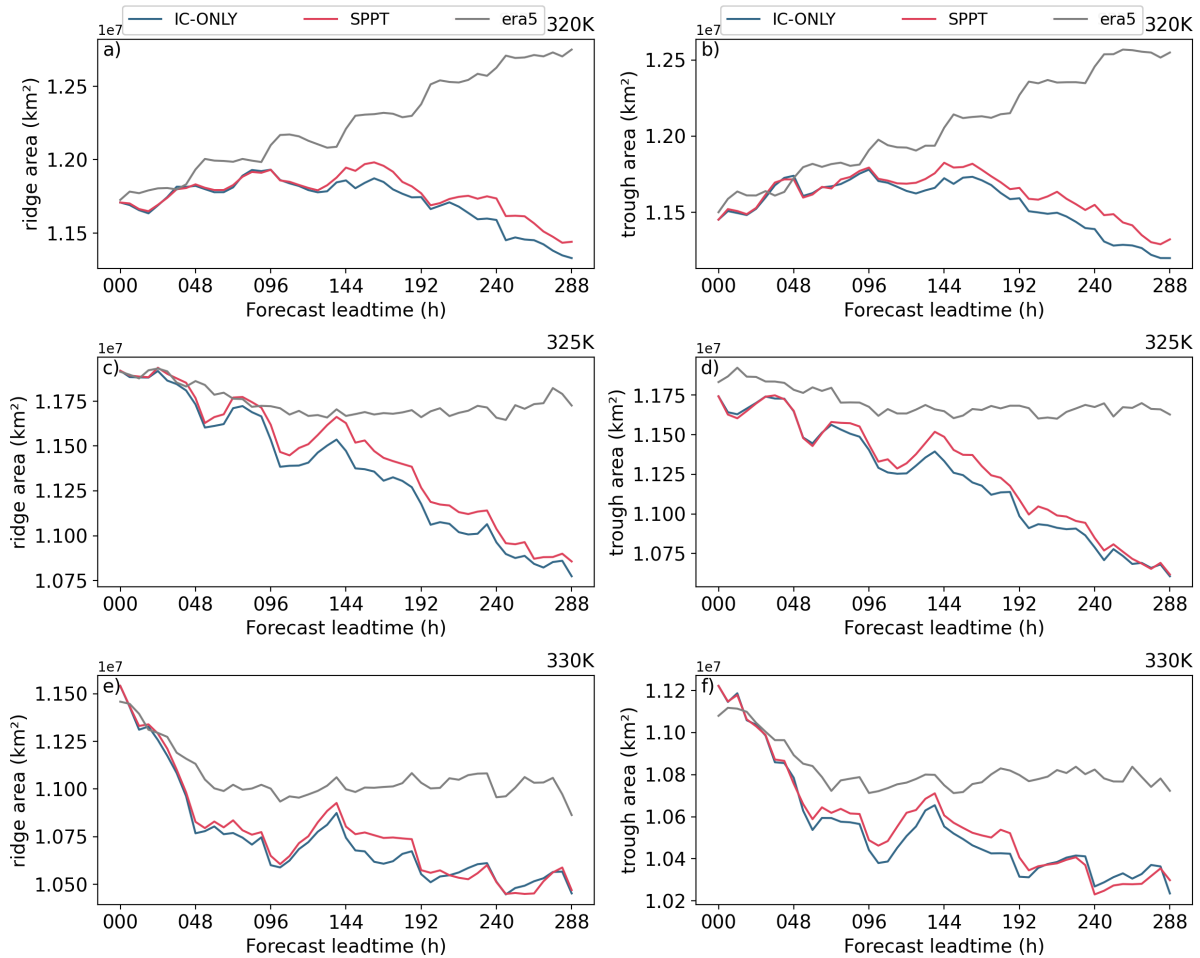 IC-ONLY SPPT era5 IC-ONLY SPPT era5
1e7 320K 1e7 320K
a) b)
ridge area (km²)
1.25
1.20
1.15
000 048 096 144 192 240 288
Forecast leadtime (h)
trough area (km²)
1.25
1.20
1.15
000 048 096 144 192 240 288
Forecast leadtime (h)
1e7 325K 1e7 325K
c) d)
ridge area (km²)
1.175
1.150
1.125
1.100
1.075
000 048 096 144 192 240 288
Forecast leadtime (h)
trough area (km²)
1.175
1.150
1.125
1.100
1.075
000 048 096 144 192 240 288
Forecast leadtime (h)
1e7 330K 1e7 330K
e) f)
ridge area (km²)
1.150
1.125
1.100
1.075
1.050
000 048 096 144 192 240 288
Forecast leadtime (h)
trough area (km²)
1.12
1.10
1.08
1.06
1.04
1.02
000 048 096 144 192 240 288
Forecast leadtime (h)